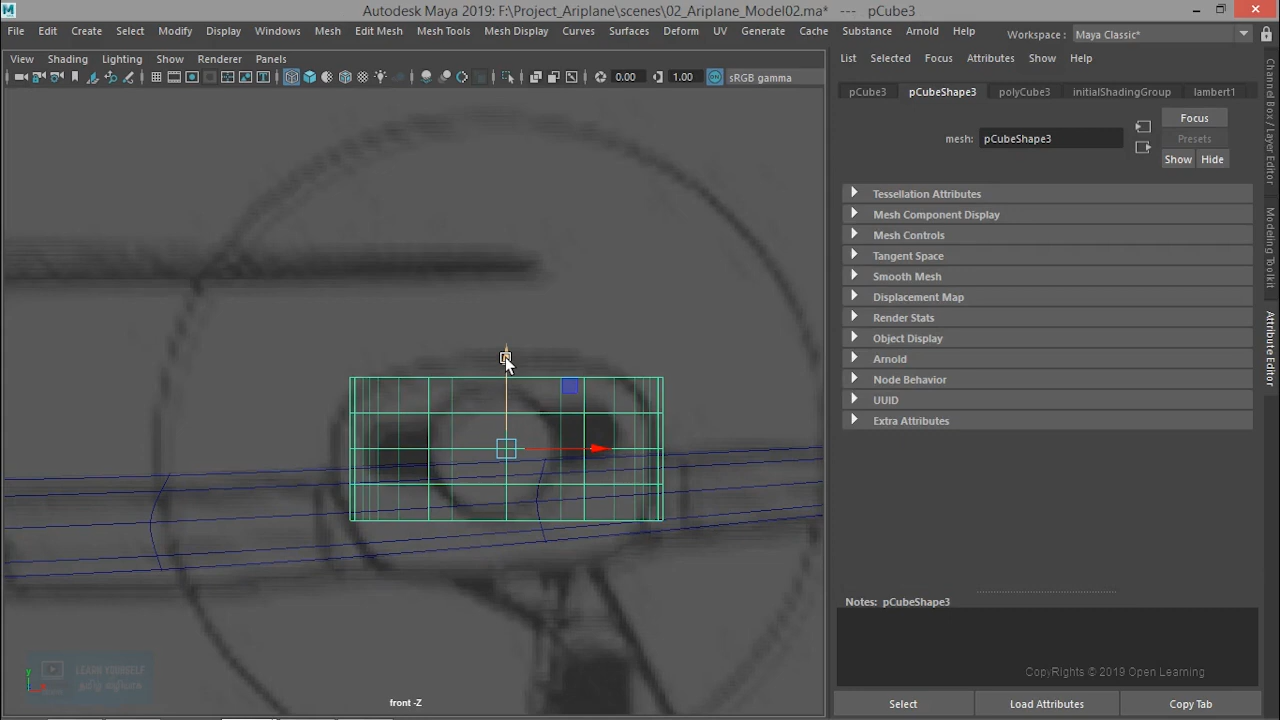 Autodesk Maya 2019: F:\Project_Ariplane\scenes\02_Ariplane_Model02.ma* --- pCube3
File Edit Create Select Modify Display Windows Mesh Edit Mesh Mesh Tools Mesh Display Curves Surfaces Deform UV Generate Cache Substance Arnold Help Workspace : Maya Classic*
View Shading Lighting Show Renderer Panels
List Selected Focus Attributes Show Help
0.00 1.00 sRGB gamma
pCube3 pCubeShape3 polyCube3 initialShadingGroup lambert1
Focus
mesh: pCubeShape3
Presets
Show Hide
Tessellation Attributes
Mesh Component Display
Mesh Controls
Tangent Space
Smooth Mesh
Displacement Map
Render Stats
Object Display
Arnold
Node Behavior
UUID
Extra Attributes
Channel Box / Layer Editor
Modeling Toolkit
Attribute Editor
Notes: pCubeShape3
CopyRights © 2019 Open Learning
LEARN YOURSELF
y
front -Z
Select Load Attributes Copy Tab